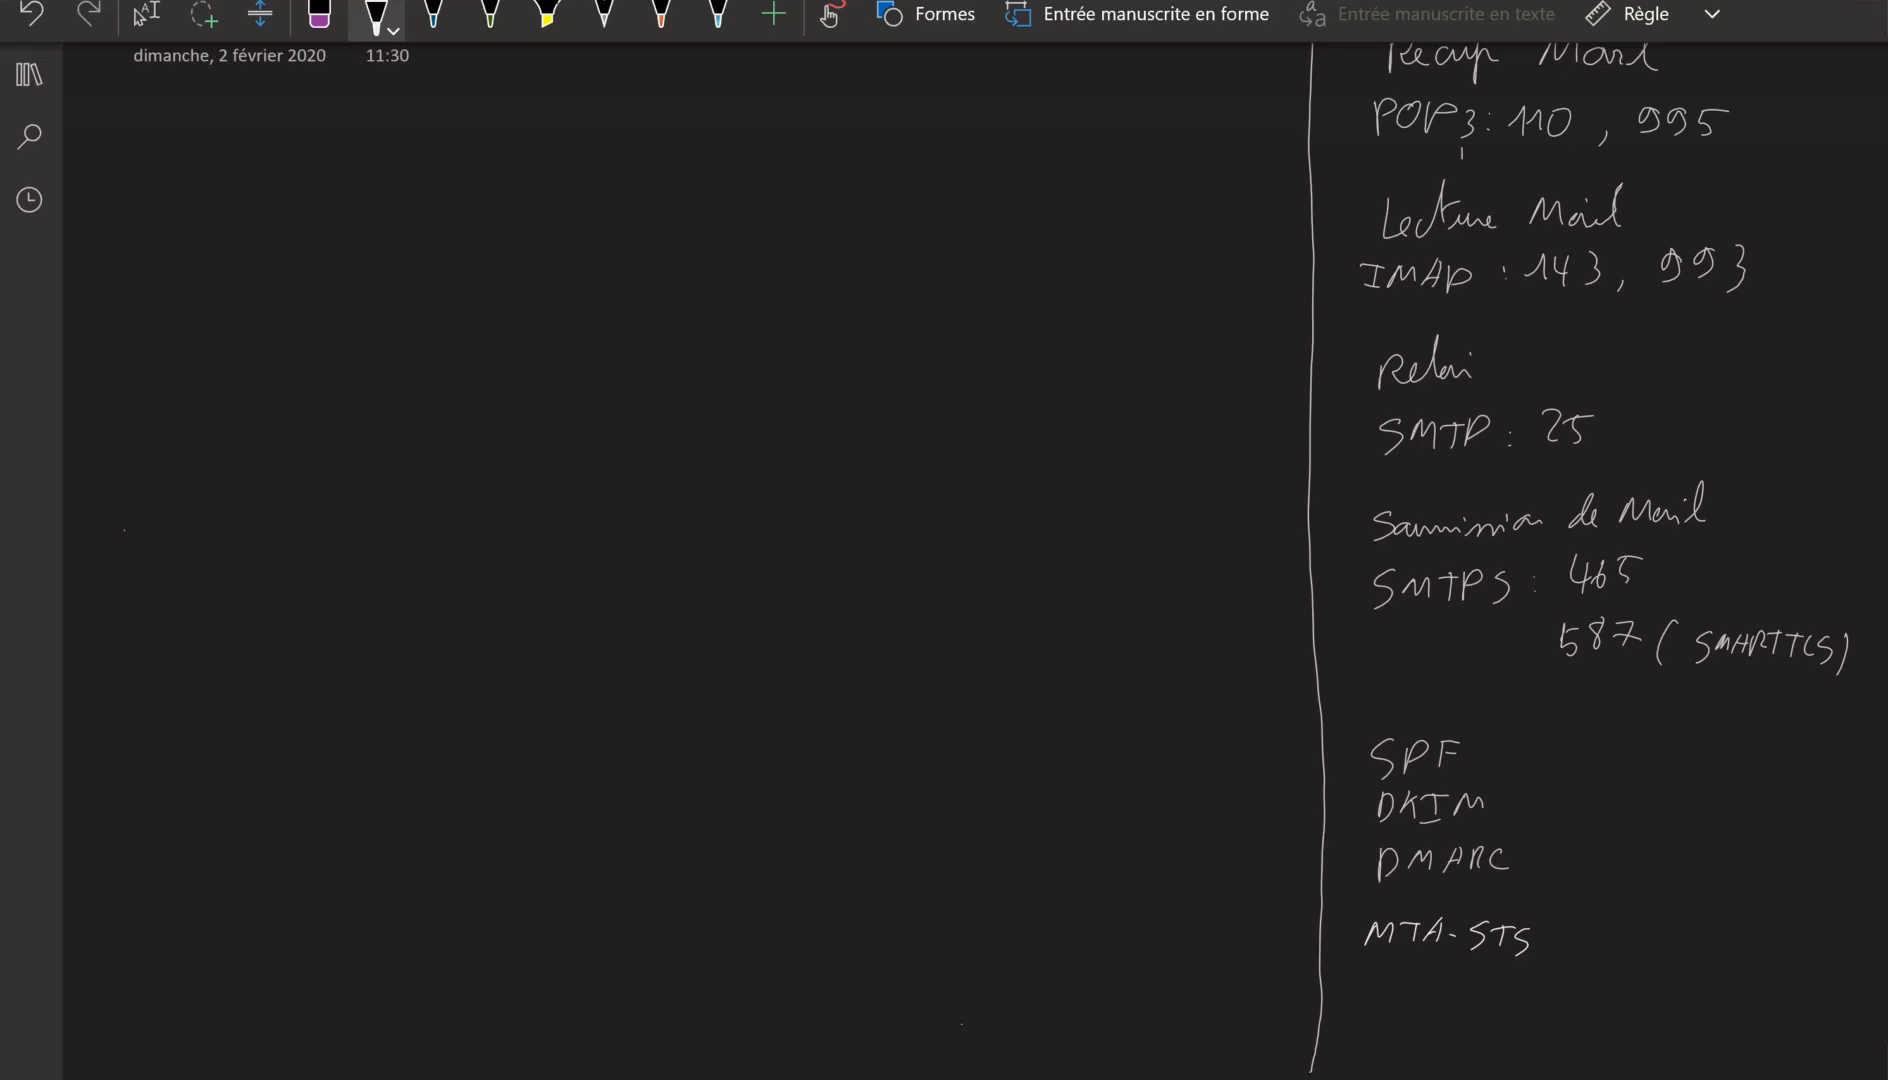 Formes Entrée manuscrite en forme Entrée manuscrite en texte Règle
dimanche, 2 février 2020 11:30
Recup Mail
POP3: 110, 995
Lecture Mail
IMAP : 143, 993
Relai
SMTP : 25
Soumission de Mail
SMTPS : 465
587 (SMARTTLS)
SPF
DKIM
DMARC
MTA-STS